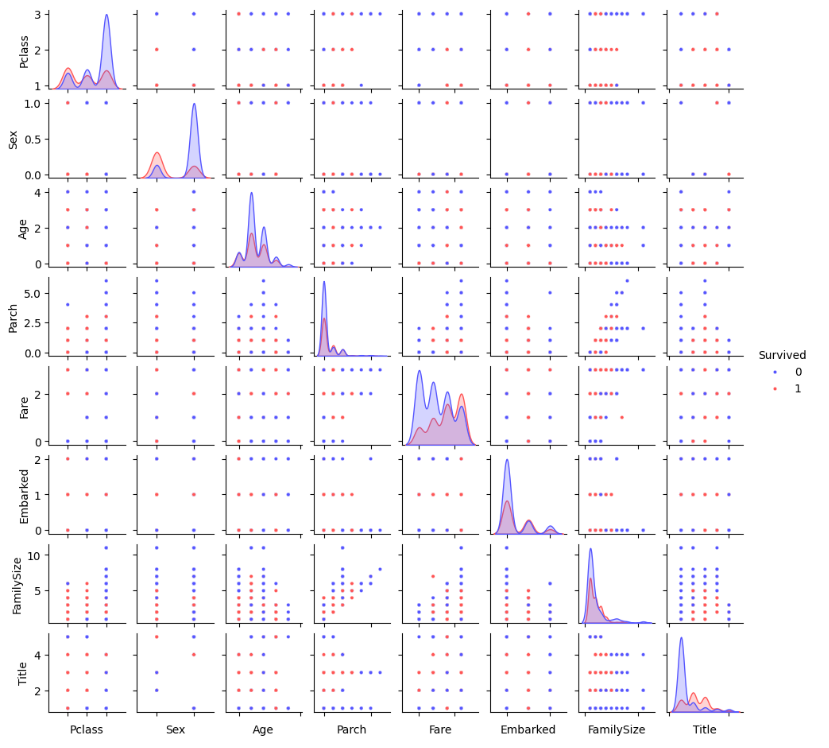 3
2
1
Pclass
1.0
0.5
0.0
Sex
4
2
0
Age
5.0
2.5
0.0
Parch
2
0
Fare
Survived
0
1
2
1
0
Embarked
10
5
FamilySize
4
2
Title
Pclass Sex Age Parch Fare Embarked FamilySize Title